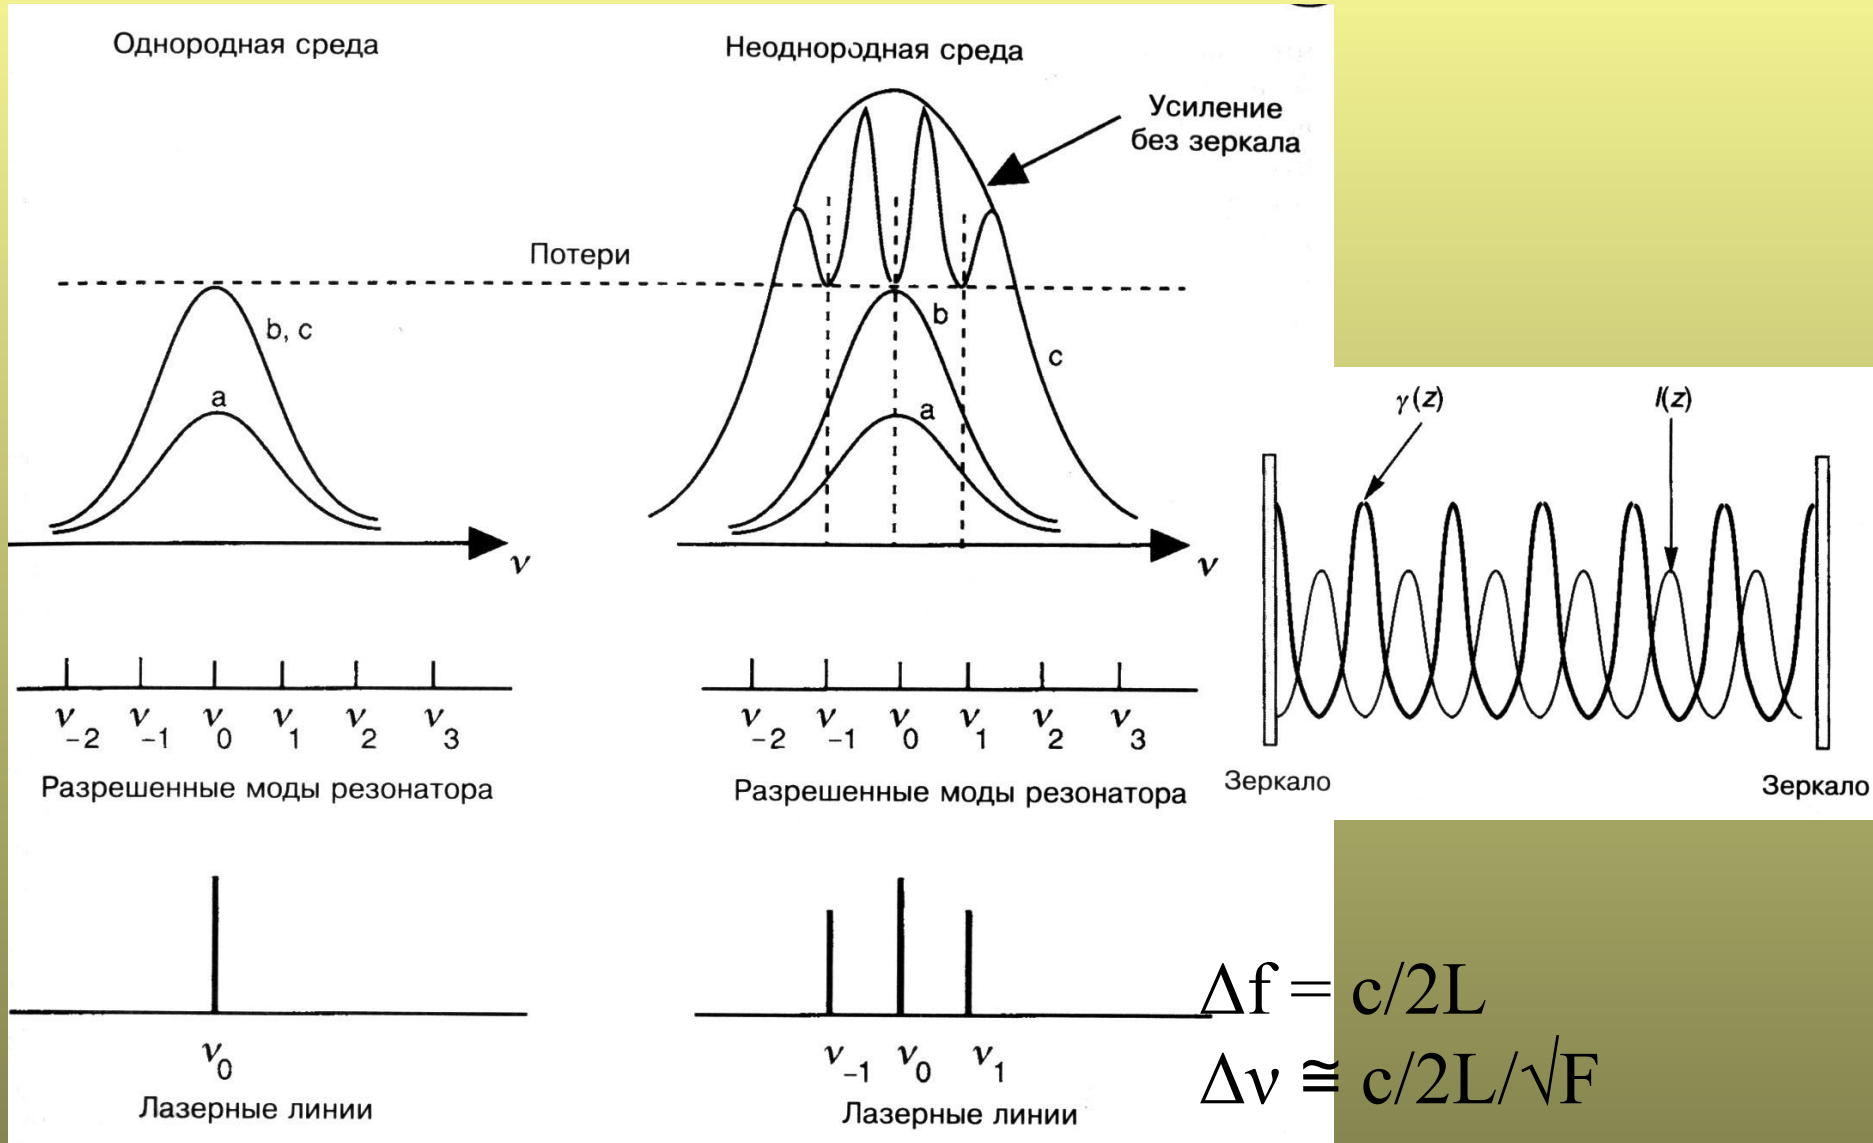 Однородная среда
Неоднородная среда
Усиление
без зеркала
Потери
b, c
a
b
a
c
ν
ν
γ(z)
I(z)
Зеркало
Зеркало
ν₋₂ ν₋₁ ν₀ ν₁ ν₂ ν₃
Разрешенные моды резонатора
ν₋₂ ν₋₁ ν₀ ν₁ ν₂ ν₃
Разрешенные моды резонатора
ν₀
Лазерные линии
ν₋₁ ν₀ ν₁
Лазерные линии
Δf = c/2L
Δν ≅ c/2L/√F